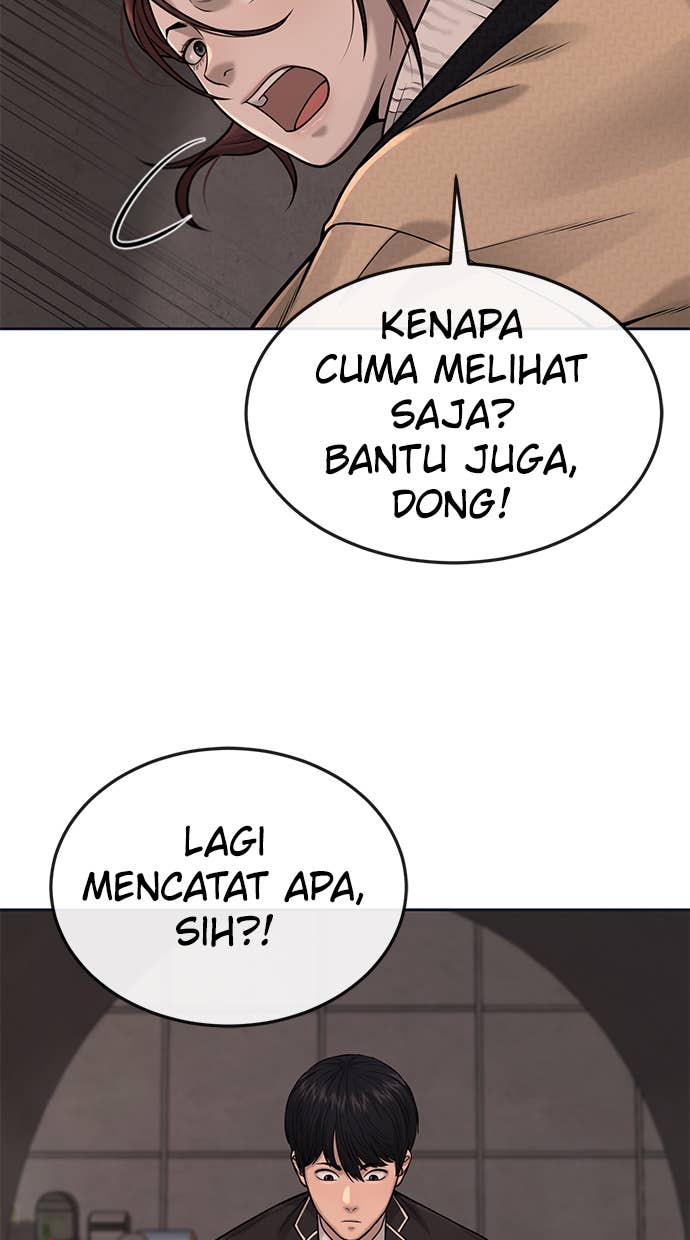 KENAPA
CUMA MELIHAT
SAJA?
BANTU JUGA,
DONG!
LAGI
MENCATAT APA,
SIH?!